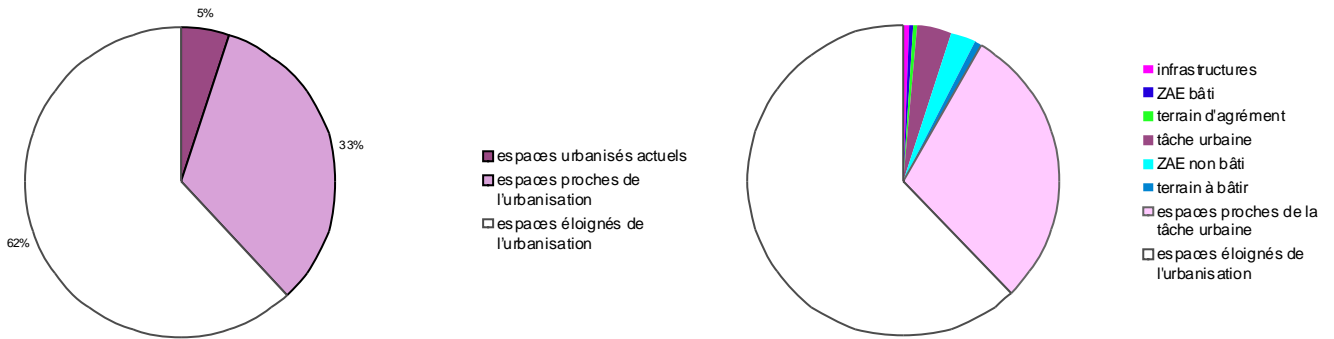 5%
33%
62%
espaces urbanisés actuels
espaces proches de
l'urbanisation
espaces éloignés de
l'urbanisation
infrastructures
ZAE bâti
terrain d'agrément
tâche urbaine
ZAE non bâti
terrain à bâtir
espaces proches de la
tâche urbaine
espaces éloignés de
l'urbanisation